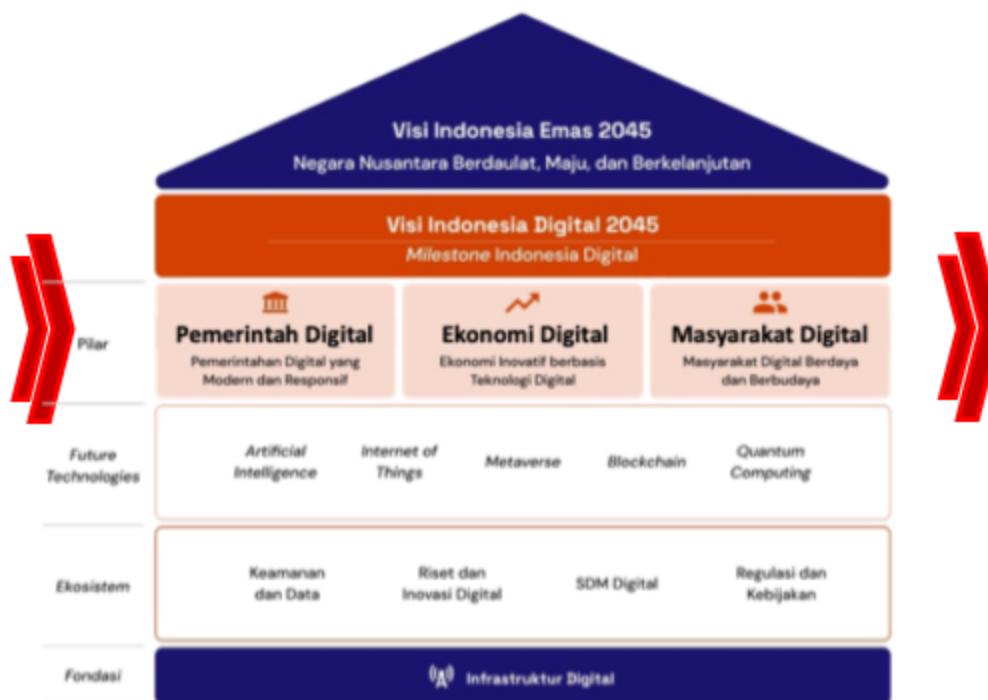 Visi Indonesia Emas 2045
Negara Nusantara Berdaulat, Maju, dan Berkelanjutan
Visi Indonesia Digital 2045
Milestone Indonesia Digital
Pilar
Pemerintah Digital
Pemerintahan Digital yang
Modern dan Responsif
Ekonomi Digital
Ekonomi Inovatif berbasis
Teknologi Digital
Masyarakat Digital
Masyarakat Digital Berdaya
dan Berbudaya
Future
Technologies
Artificial
Intelligence
Internet of
Things
Metaverse
Blockchain
Quantum
Computing
Ekosistem
Keamanan
dan Data
Riset dan
Inovasi Digital
SDM Digital
Regulasi dan
Kebijakan
Fondasi
Infrastruktur Digital